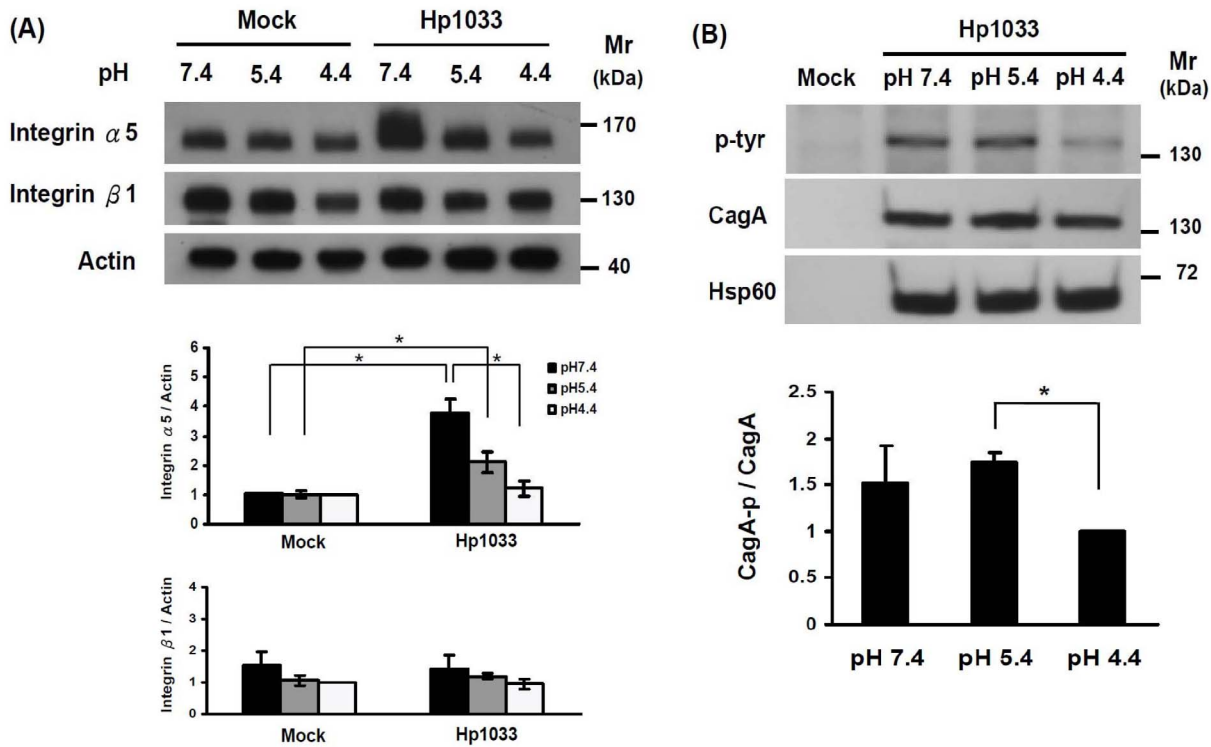 (A)
Mock Hp1033
Mr
(kDa)
pH 7.4 5.4 4.4 7.4 5.4 4.4
Integrin α5 170
Integrin β1 130
Actin 40
6
5
4
3
2
1
0
Integrin α5 / Actin
* * *
pH7.4
pH5.4
pH4.4
Mock Hp1033
4
3
2
1
0
Integrin β1 / Actin
Mock Hp1033
(B)
Hp1033
Mr
(kDa)
Mock pH 7.4 pH 5.4 pH 4.4
p-tyr 130
CagA 130
Hsp60 72
2.5
2
1.5
1
0.5
0
CagA-p / CagA
*
pH 7.4 pH 5.4 pH 4.4